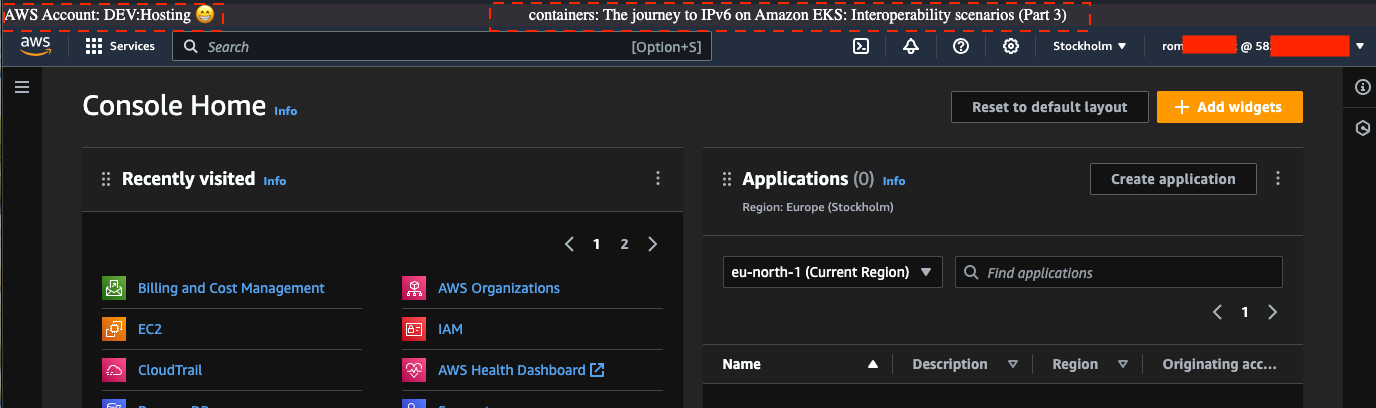 AWS Account: DEV:Hosting 😁
containers: The journey to IPv6 on Amazon EKS: Interoperability scenarios (Part 3)
aws
Services
Search
[Option+S]
Stockholm
rom
@ 58
Console Home Info
Reset to default layout
Add widgets
Recently visited Info
1 2
Billing and Cost Management
AWS Organizations
EC2
IAM
CloudTrail
AWS Health Dashboard
Applications (0) Info
Region: Europe (Stockholm)
Create application
eu-north-1 (Current Region)
Find applications
1
Name
Description
Region
Originating acc...